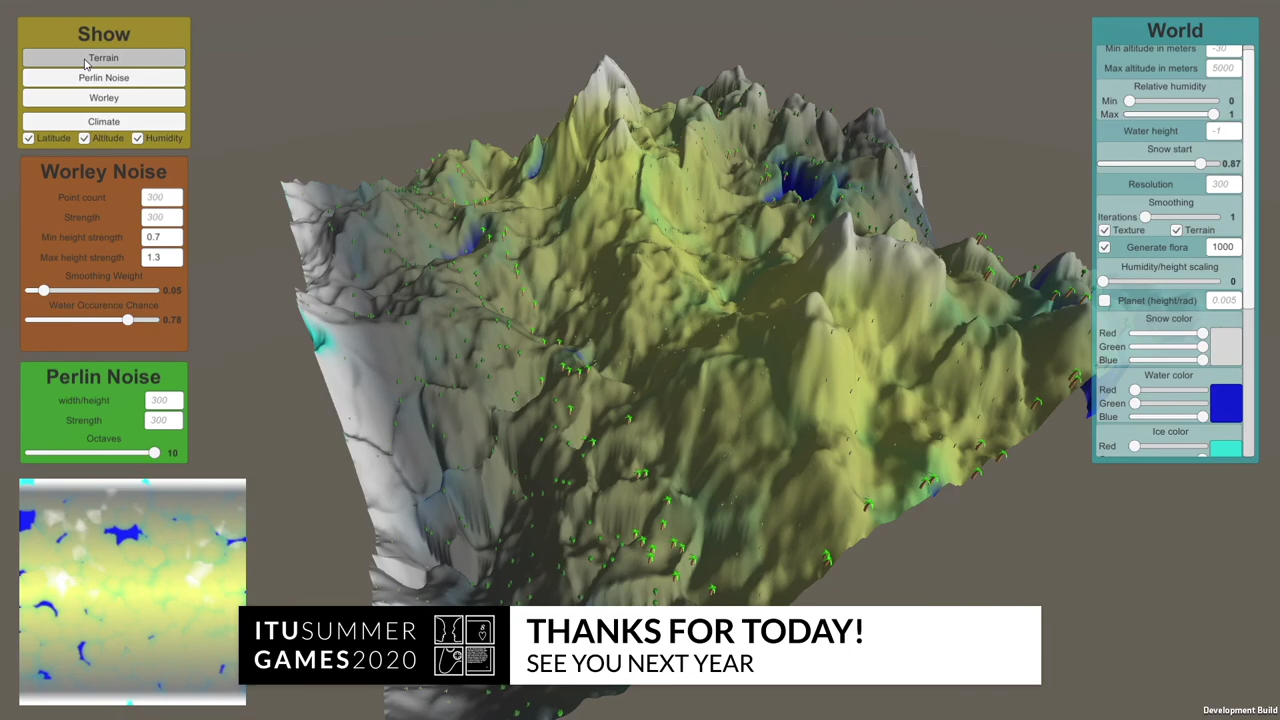 Show
Terrain
Perlin Noise
Worley
Climate
Latitude Altitude Humidity
Worley Noise
Point count 300
Strength 300
Min height strength 0.7
Max height strength 1.3
Smoothing Weight
0.05
Water Occurence Chance
0.78
Perlin Noise
width/height 300
Strength 300
Octaves
10
World
Min altitude in meters -30
Max altitude in meters 5000
Relative humidity
Min 0
Max 1
Water height -1
Snow start
0.87
Resolution 300
Smoothing
Iterations 1
Texture Terrain
Generate flora 1000
Humidity/height scaling
0
Planet (height/rad) 0.005
Snow color
Red
Green
Blue
Water color
Red
Green
Blue
Ice color
Red
ITUSUMMER
GAMES2020
THANKS FOR TODAY!
SEE YOU NEXT YEAR
Development Build